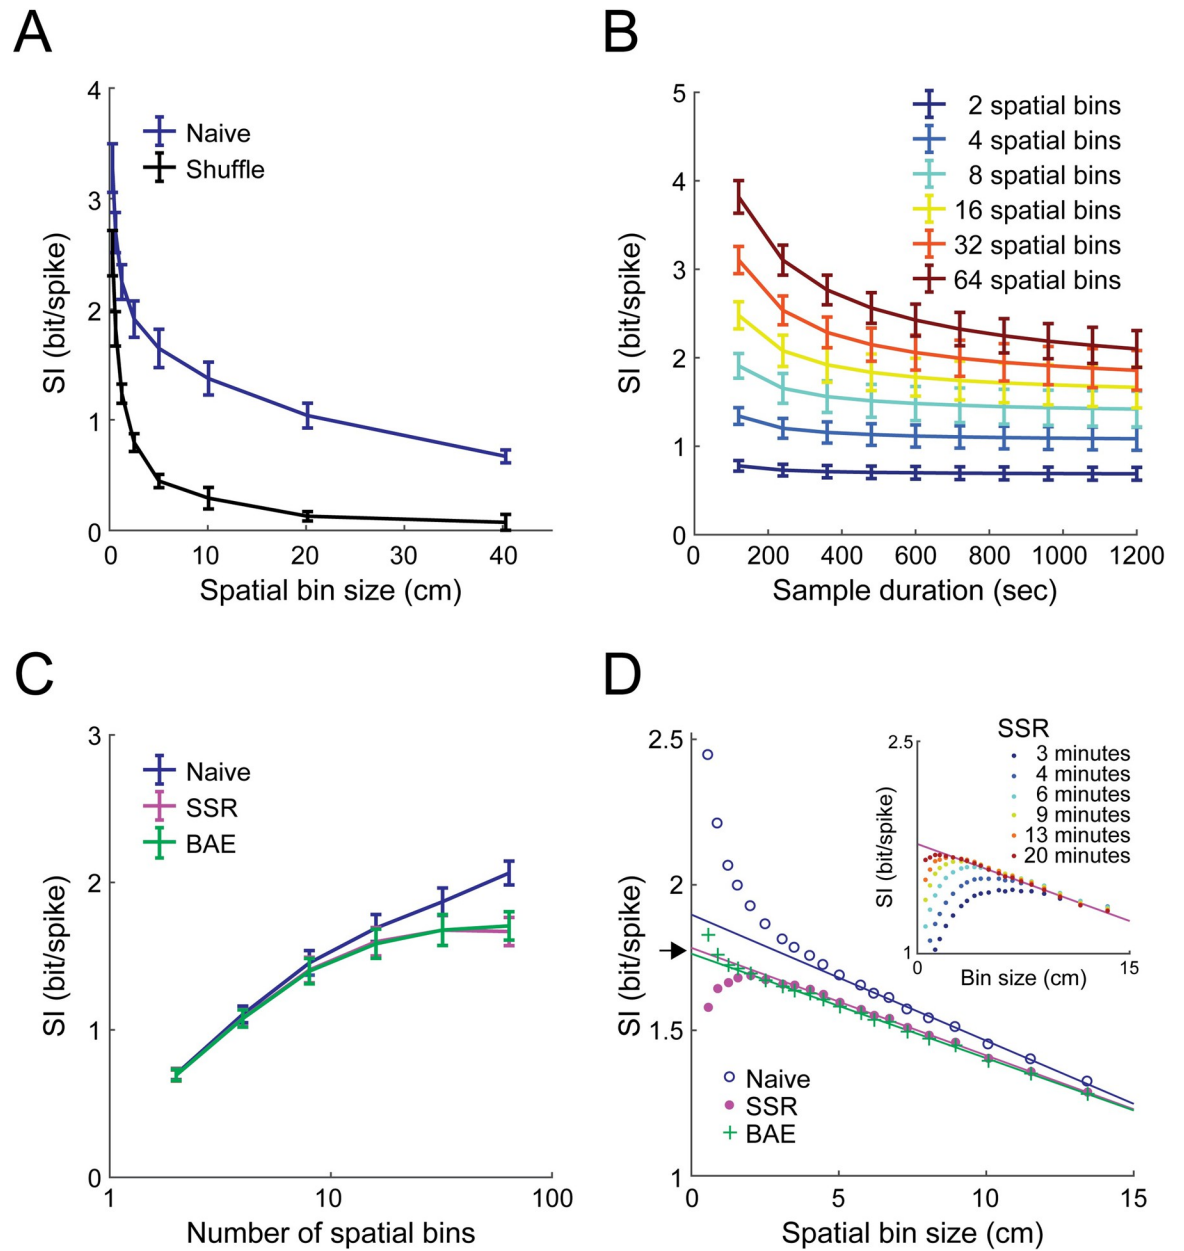 A
4
3
2
1
0
0 10 20 30 40
SI (bit/spike)
Spatial bin size (cm)
Naive
Shuffle
B
5
4
3
2
1
0
0 200 400 600 800 1000 1200
SI (bit/spike)
Sample duration (sec)
2 spatial bins
4 spatial bins
8 spatial bins
16 spatial bins
32 spatial bins
64 spatial bins
C
3
2
1
0
1 10 100
SI (bit/spike)
Number of spatial bins
Naive
SSR
BAE
D
2.5
2
1.5
1
0 5 10 15
SI (bit/spike)
Spatial bin size (cm)
Naive
SSR
BAE
SSR
3 minutes
4 minutes
6 minutes
9 minutes
13 minutes
20 minutes
2.5
1
0 15
SI (bit/spike)
Bin size (cm)